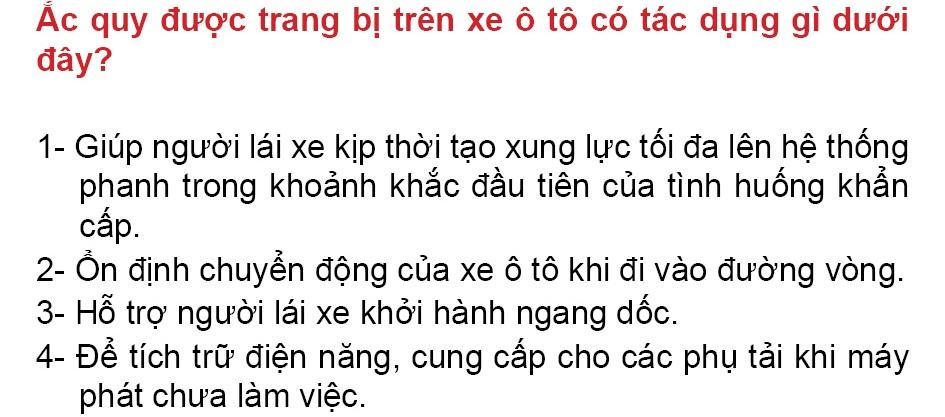 Ắc quy được trang bị trên xe ô tô có tác dụng gì dưới
đây?
1- Giúp người lái xe kịp thời tạo xung lực tối đa lên hệ thống
phanh trong khoảnh khắc đầu tiên của tình huống khẩn
cấp.
2- Ổn định chuyển động của xe ô tô khi đi vào đường vòng.
3- Hỗ trợ người lái xe khởi hành ngang dốc.
4- Để tích trữ điện năng, cung cấp cho các phụ tải khi máy
phát chưa làm việc.